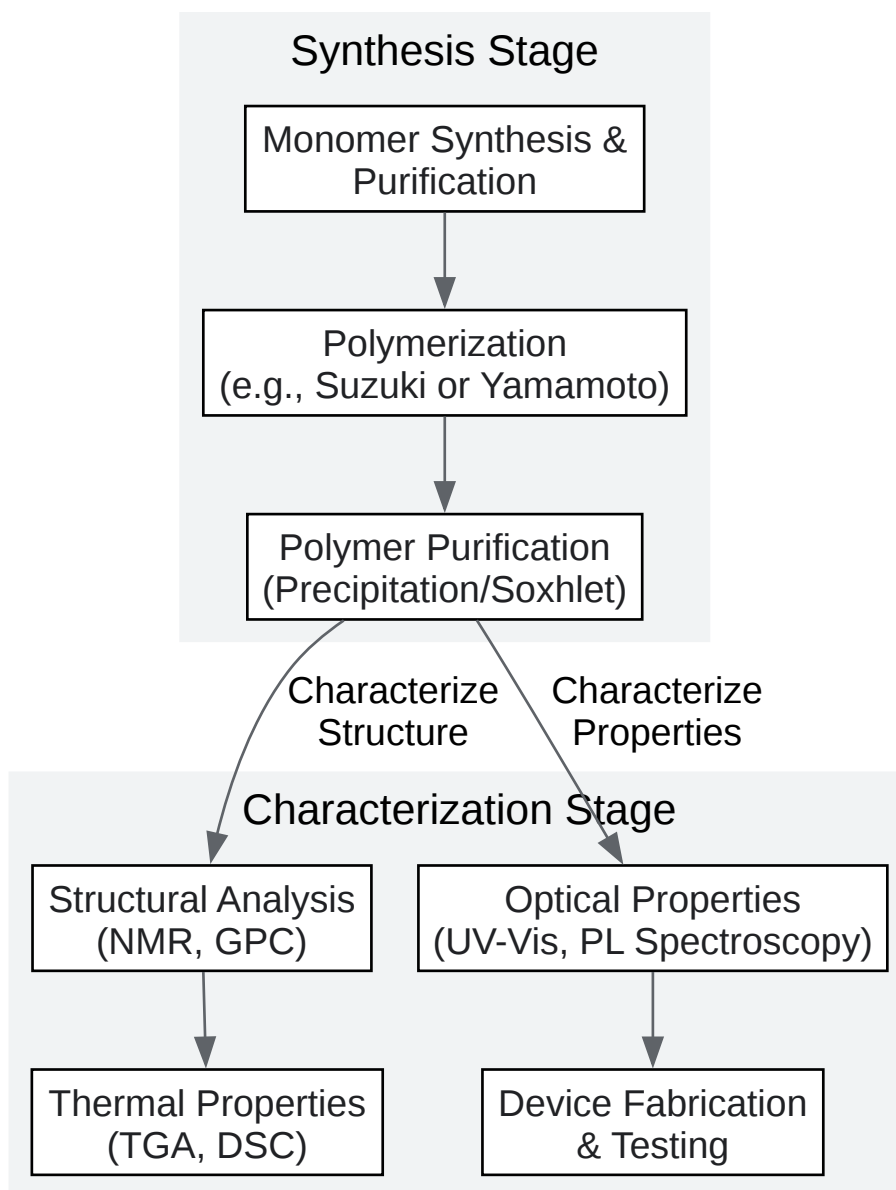 Synthesis Stage
Monomer Synthesis &
Purification
Polymerization
(e.g., Suzuki or Yamamoto)
Polymer Purification
(Precipitation/Soxhlet)
Characterize
Structure
Characterize
Properties
Characterization Stage
Structural Analysis
(NMR, GPC)
Optical Properties
(UV-Vis, PL Spectroscopy)
Thermal Properties
(TGA, DSC)
Device Fabrication
& Testing